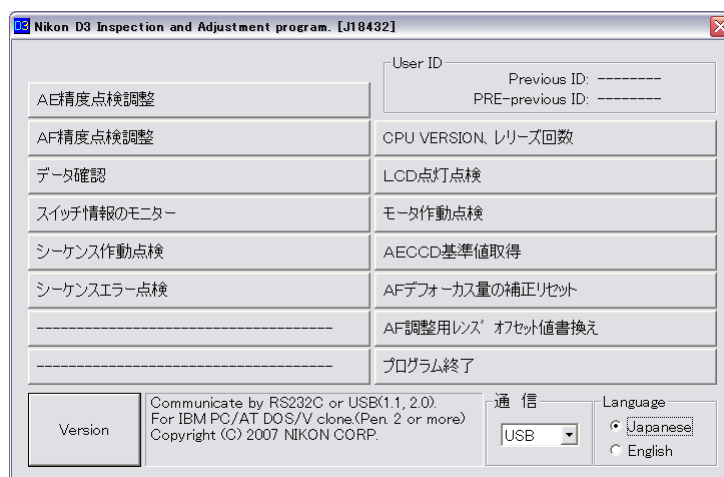 D3 Nikon D3 Inspection and Adjustment program. [J18432]
User ID
Previous ID: --------
PRE-previous ID: --------
AE精度点検調整
AF精度点検調整
CPU VERSION、レリーズ回数
データ確認
LCD点灯点検
スイッチ情報のモニター
モータ作動点検
シーケンス作動点検
AECCD基準値取得
シーケンスエラー点検
AFデフォーカス量の補正リセット
-------------------------------------
AF調整用レンズ オフセット値書換え
-------------------------------------
プログラム終了
Version
Communicate by RS232C or USB(1.1, 2.0).
For IBM PC/AT DOS/V clone.(Pen. 2 or more)
Copyright (C) 2007 NIKON CORP.
通 信
USB
Language
Japanese
English